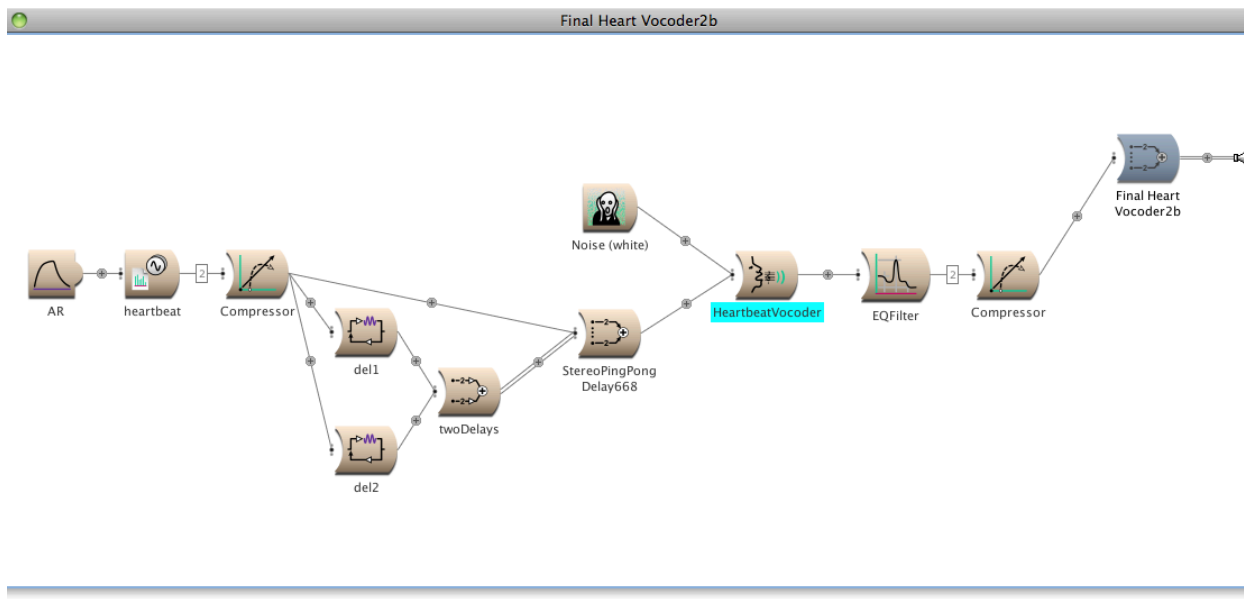 Final Heart Vocoder2b
Final Heart
Vocoder2b
Noise (white)
AR
heartbeat
2
Compressor
HeartbeatVocoder
EQFilter
2
Compressor
del1
StereoPingPong
Delay668
twoDelays
del2